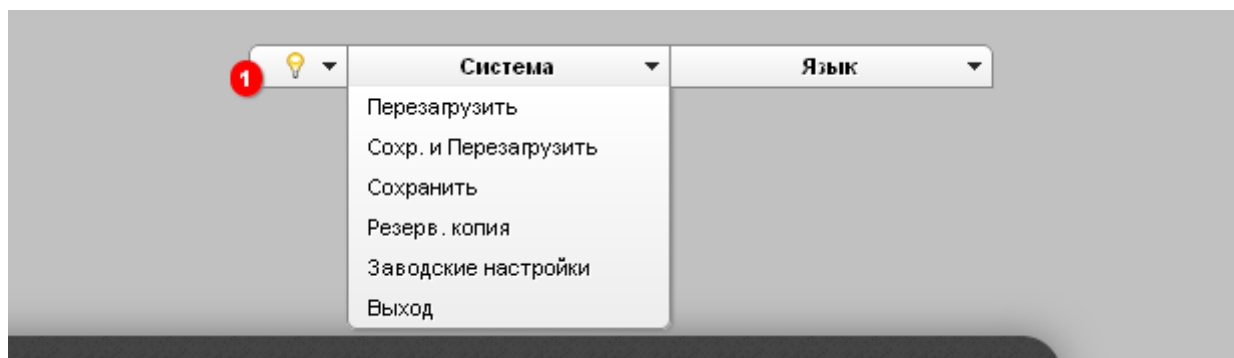 1
Система
Язык
Перезагрузить
Сохр. и Перезагрузить
Сохранить
Резерв. копия
Заводские настройки
Выход